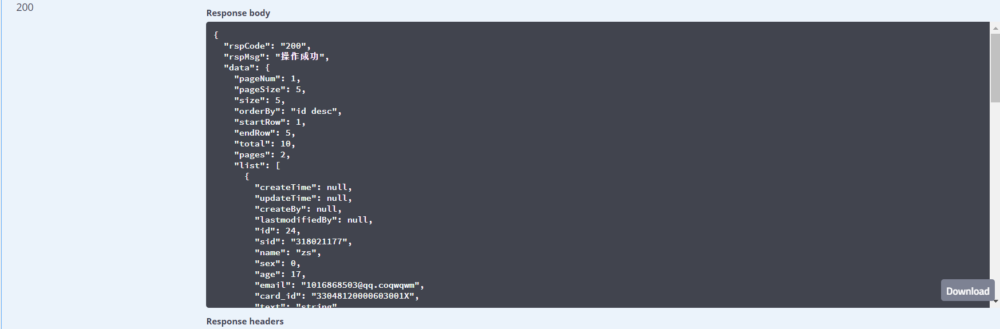 200
Response body
{
"rspCode": "200",
"rspMsg": "操作成功",
"data": {
"pageNum": 1,
"pageSize": 5,
"size": 5,
"orderBy": "id desc",
"startRow": 1,
"endRow": 5,
"total": 10,
"pages": 2,
"list": [
{
"createTime": null,
"updateTime": null,
"createBy": null,
"lastmodifiedBy": null,
"id": 24,
"sid": "318021177",
"name": "zs",
"sex": 0,
"age": 17,
"email": "1016868503@qq.coqwqwm",
"card_id": "33048120000603001X",
"text": "string"
Download
Response headers